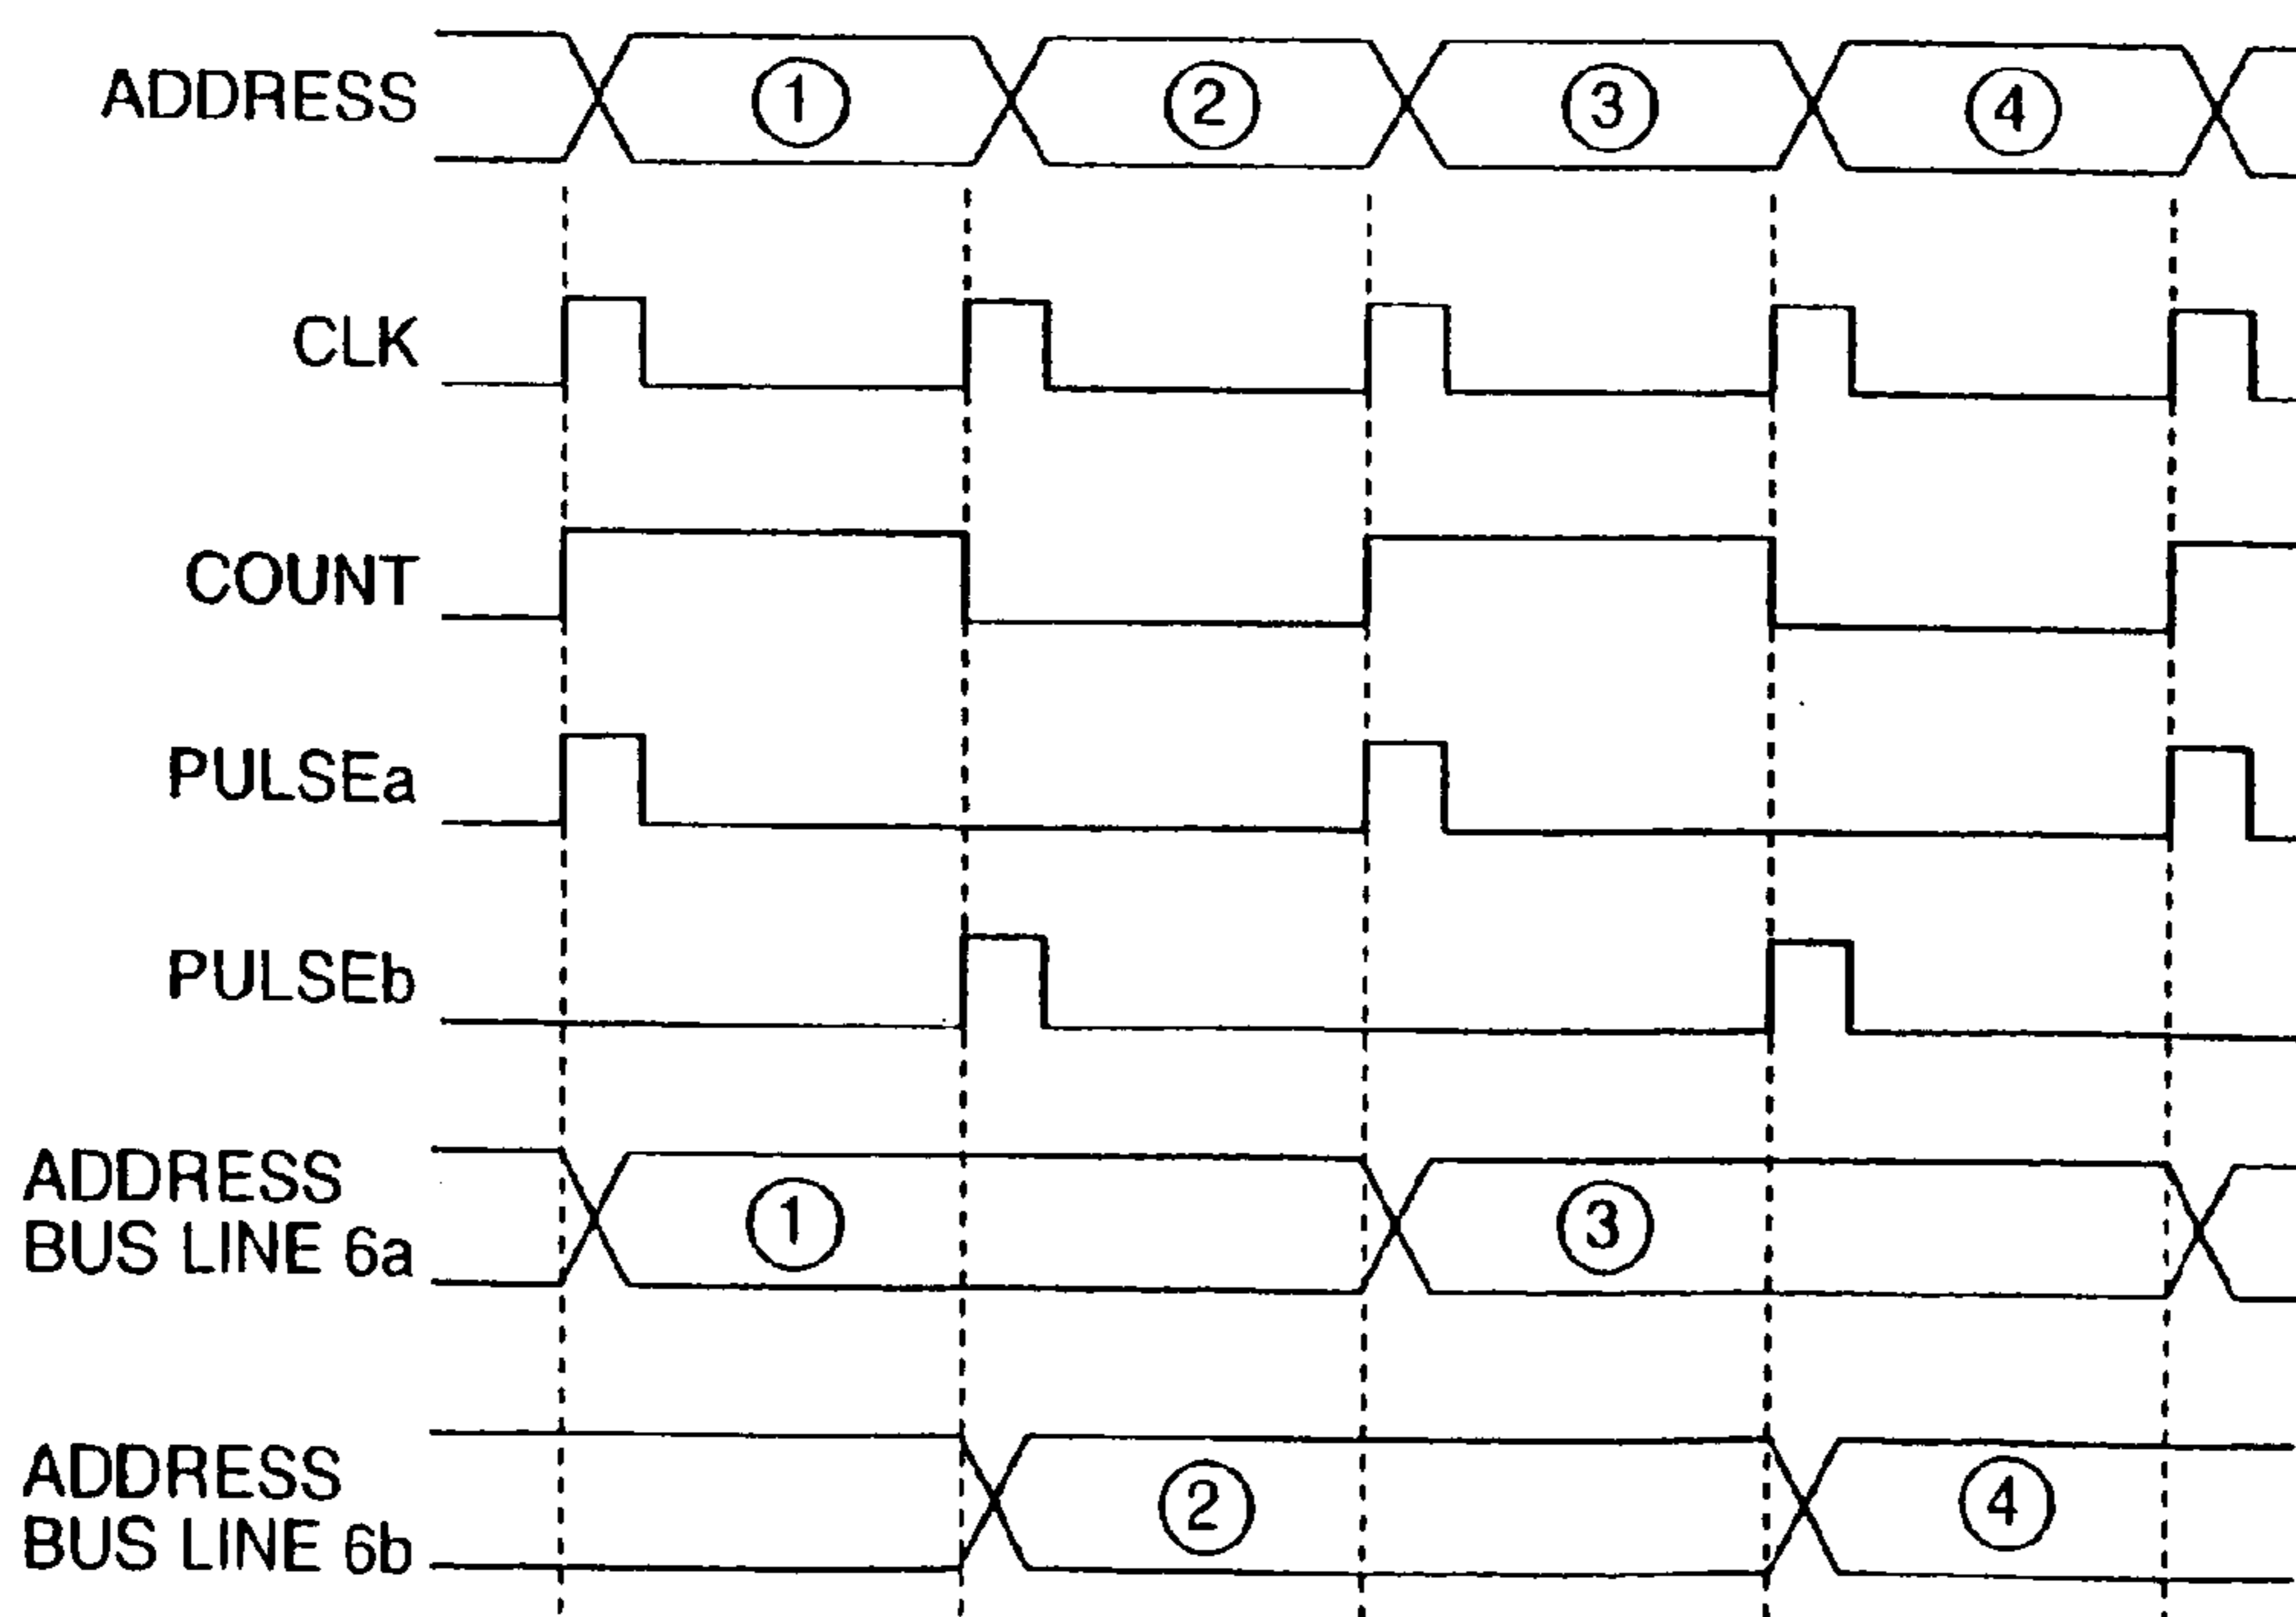 ADDRESS ① ② ③ ④
CLK
COUNT
PULSEa
PULSEb
ADDRESS
BUS LINE 6a ① ③
ADDRESS
BUS LINE 6b ② ④